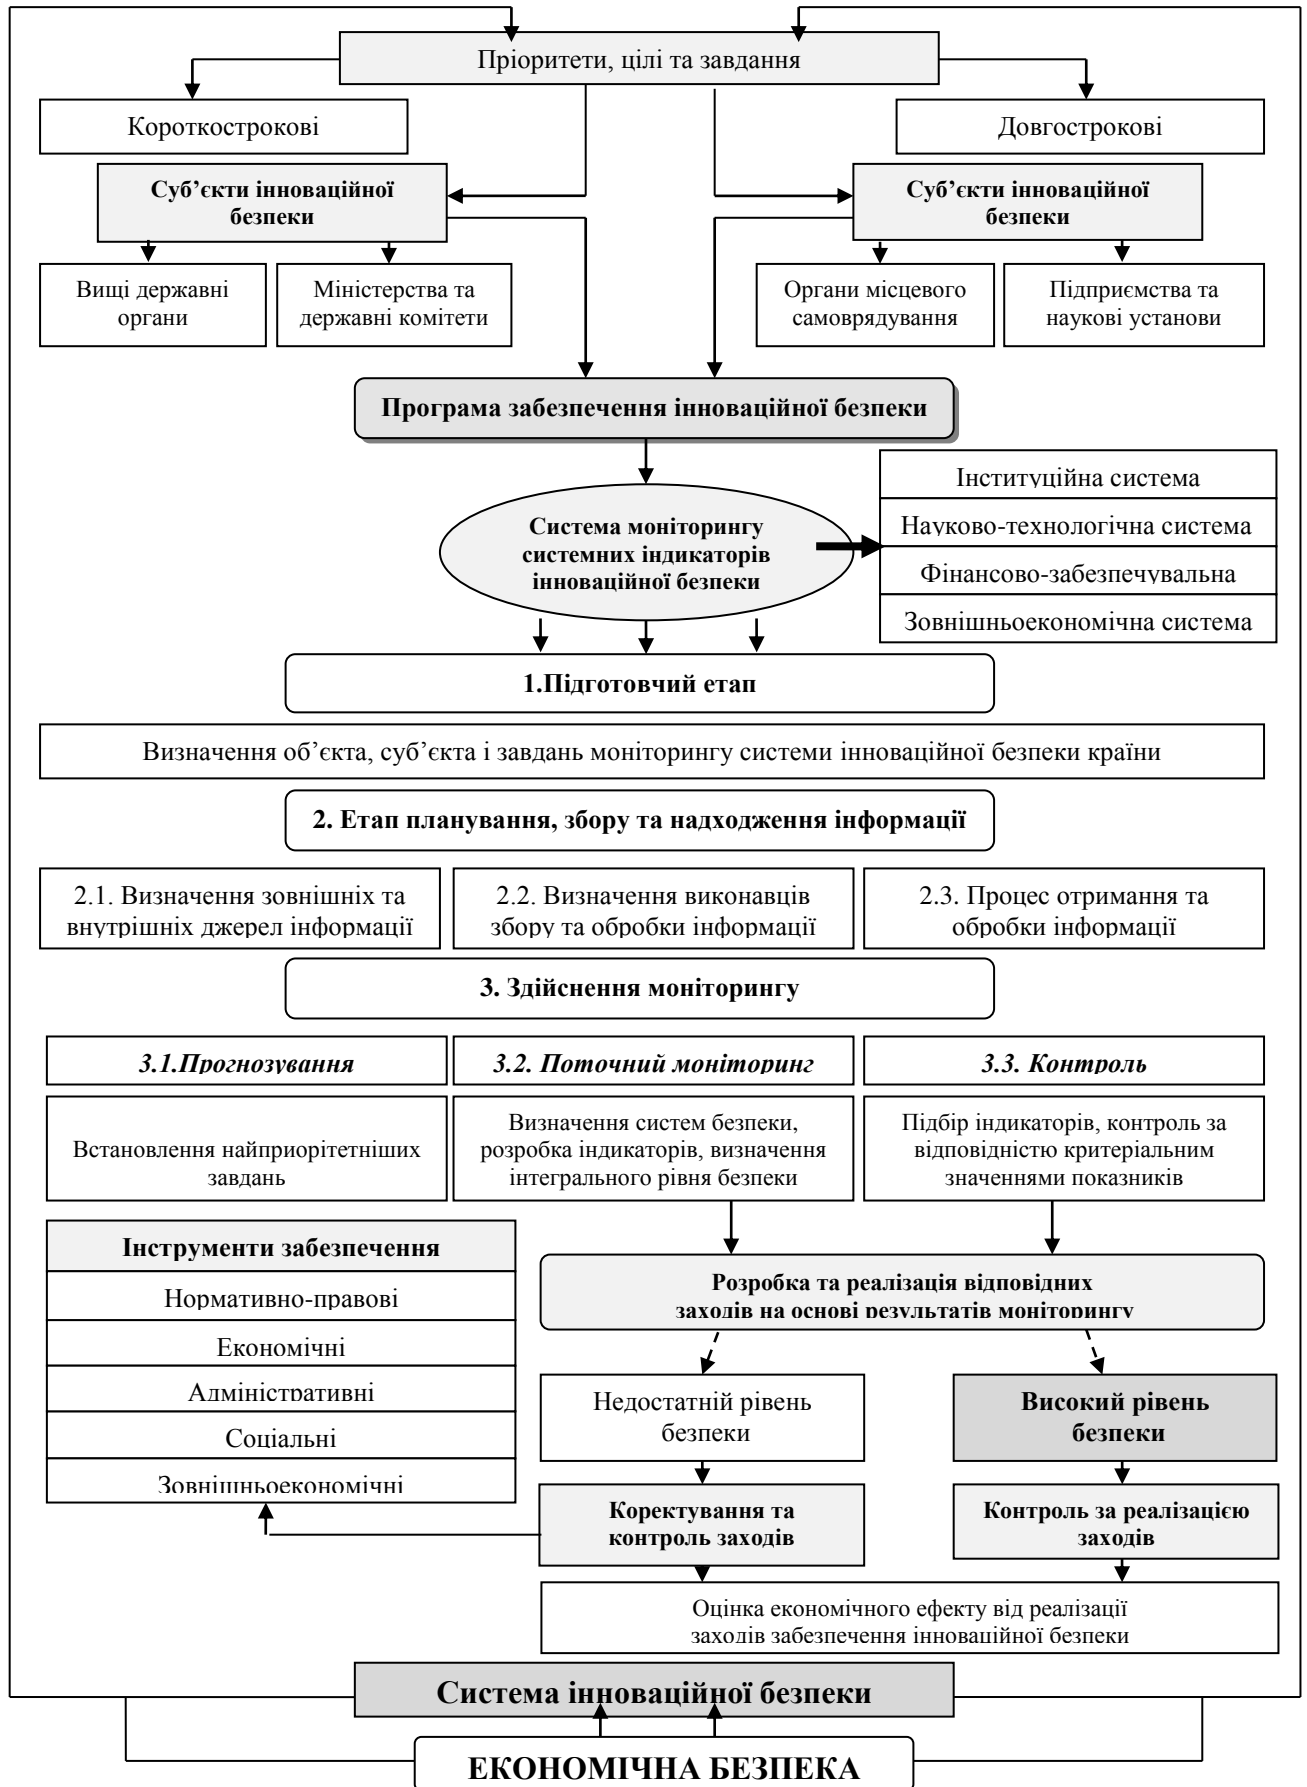 Пріоритети, цілі та завдання
Короткострокові
Довгострокові
Суб’єкти інноваційної
безпеки
Суб’єкти інноваційної
безпеки
Вищі державні
органи
Міністерства та
державні комітети
Органи місцевого
самоврядування
Підприємства та
наукові установи
Програма забезпечення інноваційної безпеки
Система моніторингу
системних індикаторів
інноваційної безпеки
Інституційна система
Науково-технологічна система
Фінансово-забезпечувальна
Зовнішньоекономічна система
1.Підготовчий етап
Визначення об’єкта, суб’єкта і завдань моніторингу системи інноваційної безпеки країни
2. Етап планування, збору та надходження інформації
2.1. Визначення зовнішніх та
внутрішніх джерел інформації
2.2. Визначення виконавців
збору та обробки інформації
2.3. Процес отримання та
обробки інформації
3. Здійснення моніторингу
3.1.Прогнозування
3.2. Поточний моніторинг
3.3. Контроль
Встановлення найприорітетніших
завдань
Визначення систем безпеки,
розробка індикаторів, визначення
інтегрального рівня безпеки
Підбір індикаторів, контроль за
відповідністю критеріальним
значеннями показників
Інструменти забезпечення
Нормативно-правові
Економічні
Адміністративні
Соціальні
Зовнішньоекономічні
Розробка та реалізація відповідних
заходів на основі результатів моніторингу
Недостатній рівень
безпеки
Високий рівень
безпеки
Коректування та
контроль заходів
Контроль за реалізацією
заходів
Оцінка економічного ефекту від реалізації
заходів забезпечення інноваційної безпеки
Система інноваційної безпеки
ЕКОНОМІЧНА БЕЗПЕКА